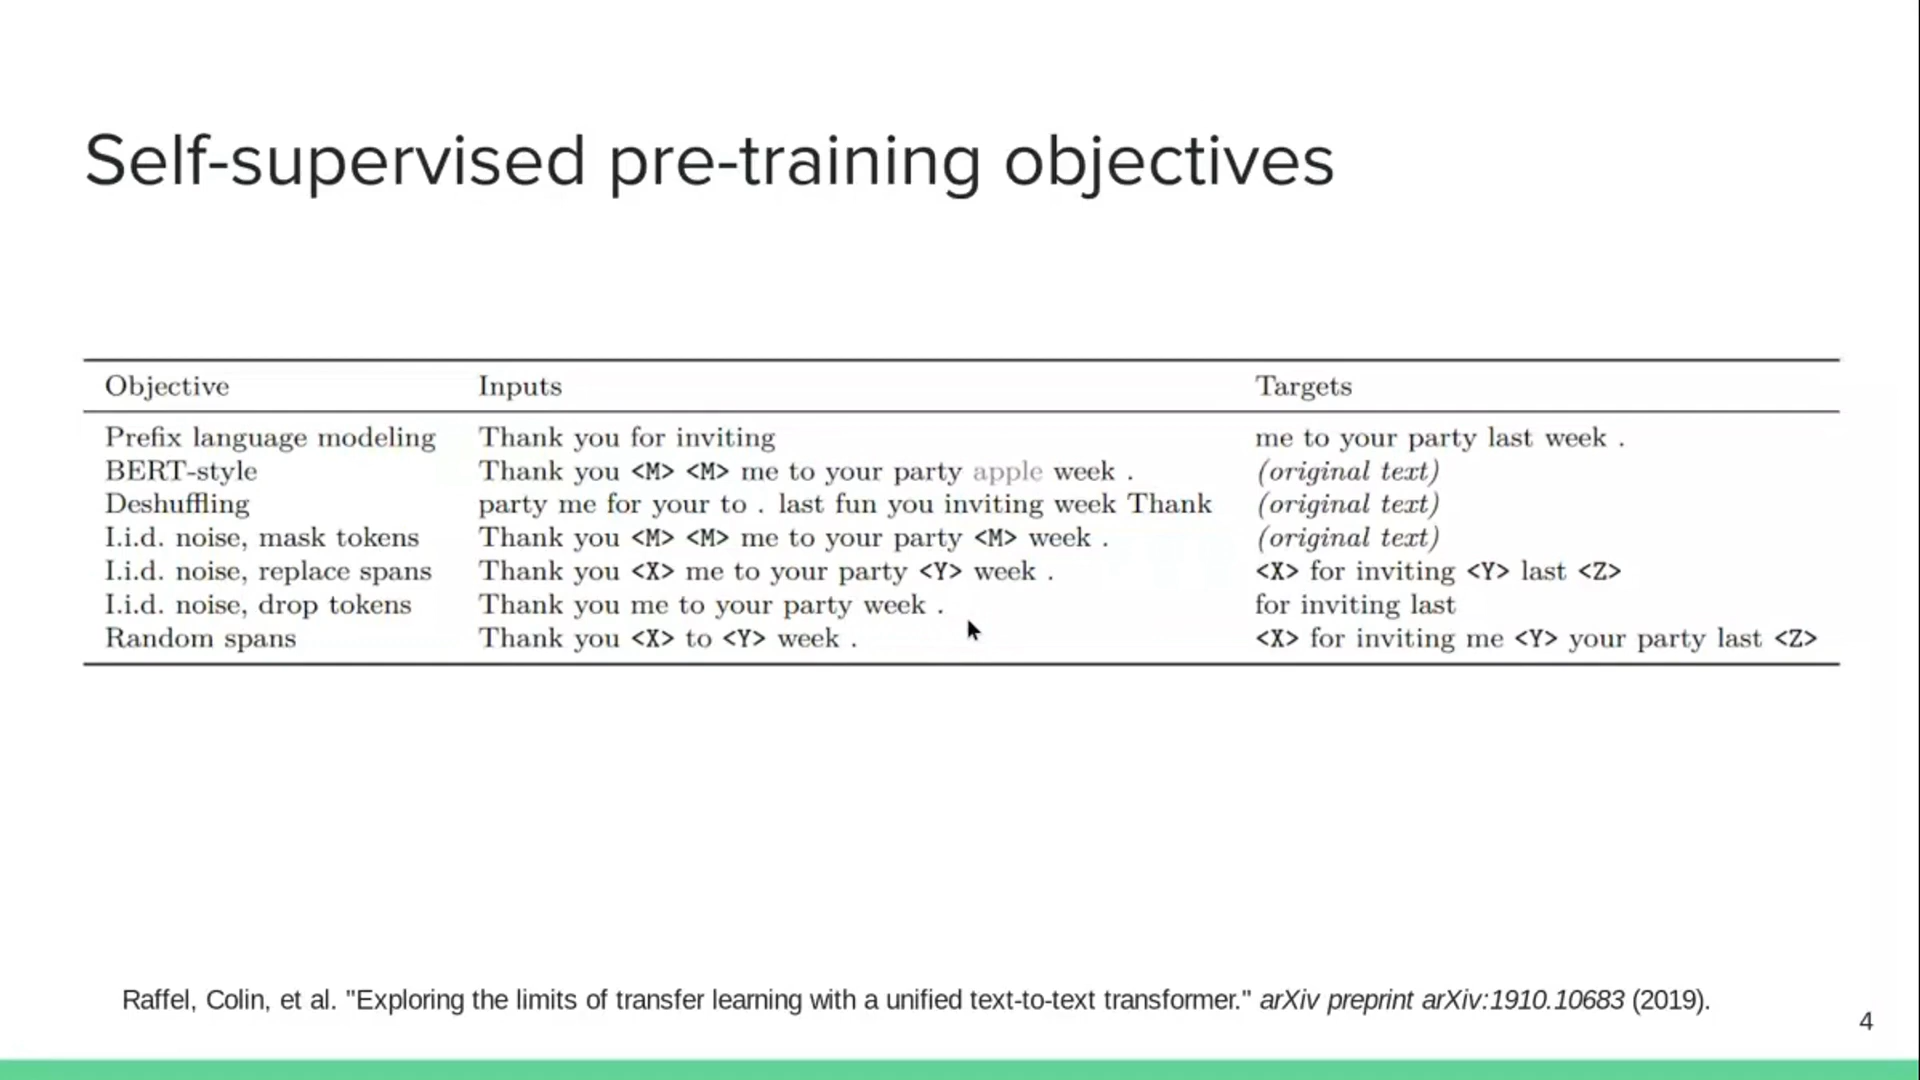 Self-supervised pre-training objectives
Objective Inputs Targets
Prefix language modeling Thank you for inviting me to your party last week .
BERT-style Thank you <M> <M> me to your party apple week . (original text)
Deshuffling party me for your to . last fun you inviting week Thank (original text)
I.i.d. noise, mask tokens Thank you <M> <M> me to your party <M> week . (original text)
I.i.d. noise, replace spans Thank you <X> me to your party <Y> week . <X> for inviting <Y> last <Z>
I.i.d. noise, drop tokens Thank you me to your party week . for inviting last
Random spans Thank you <X> to <Y> week . <X> for inviting me <Y> your party last <Z>
Raffel, Colin, et al. "Exploring the limits of transfer learning with a unified text-to-text transformer." arXiv preprint arXiv:1910.10683 (2019).
4